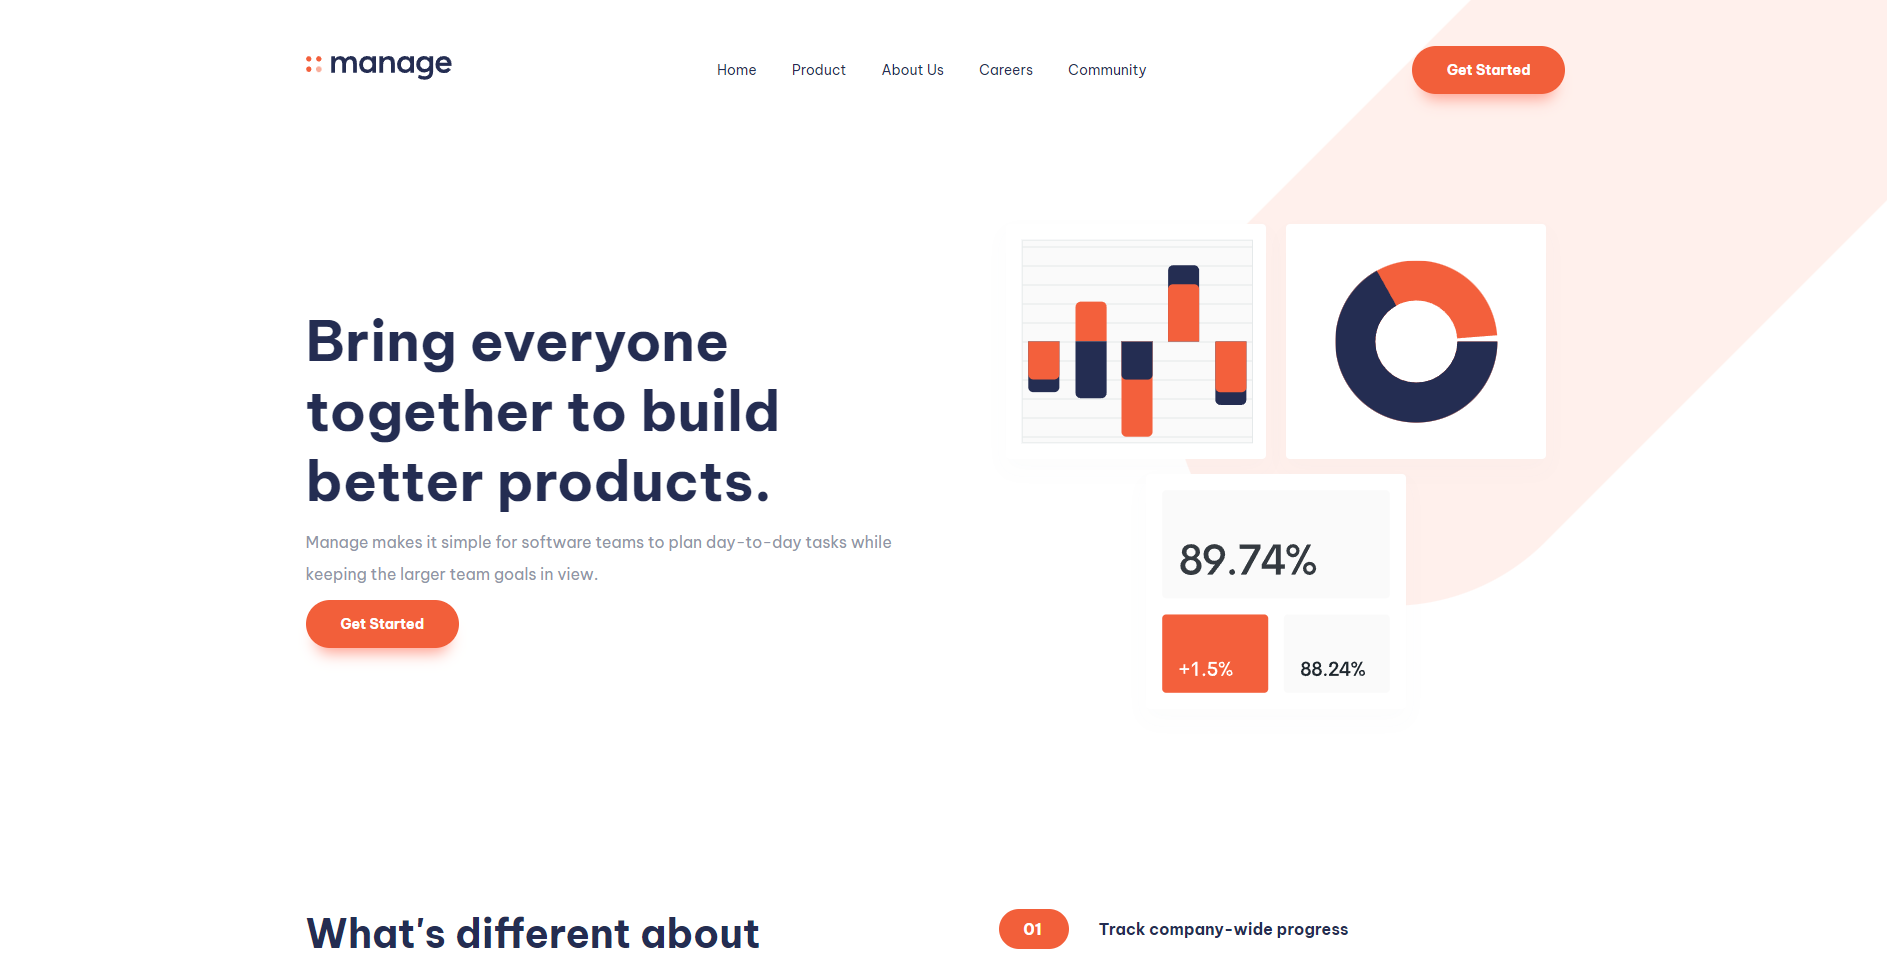 manage
Home Product About Us Careers Community
Get Started
Bring everyone
together to build
better products.
Manage makes it simple for software teams to plan day-to-day tasks while
keeping the larger team goals in view.
Get Started
89.74%
+1.5% 88.24%
What's different about
01 Track company-wide progress